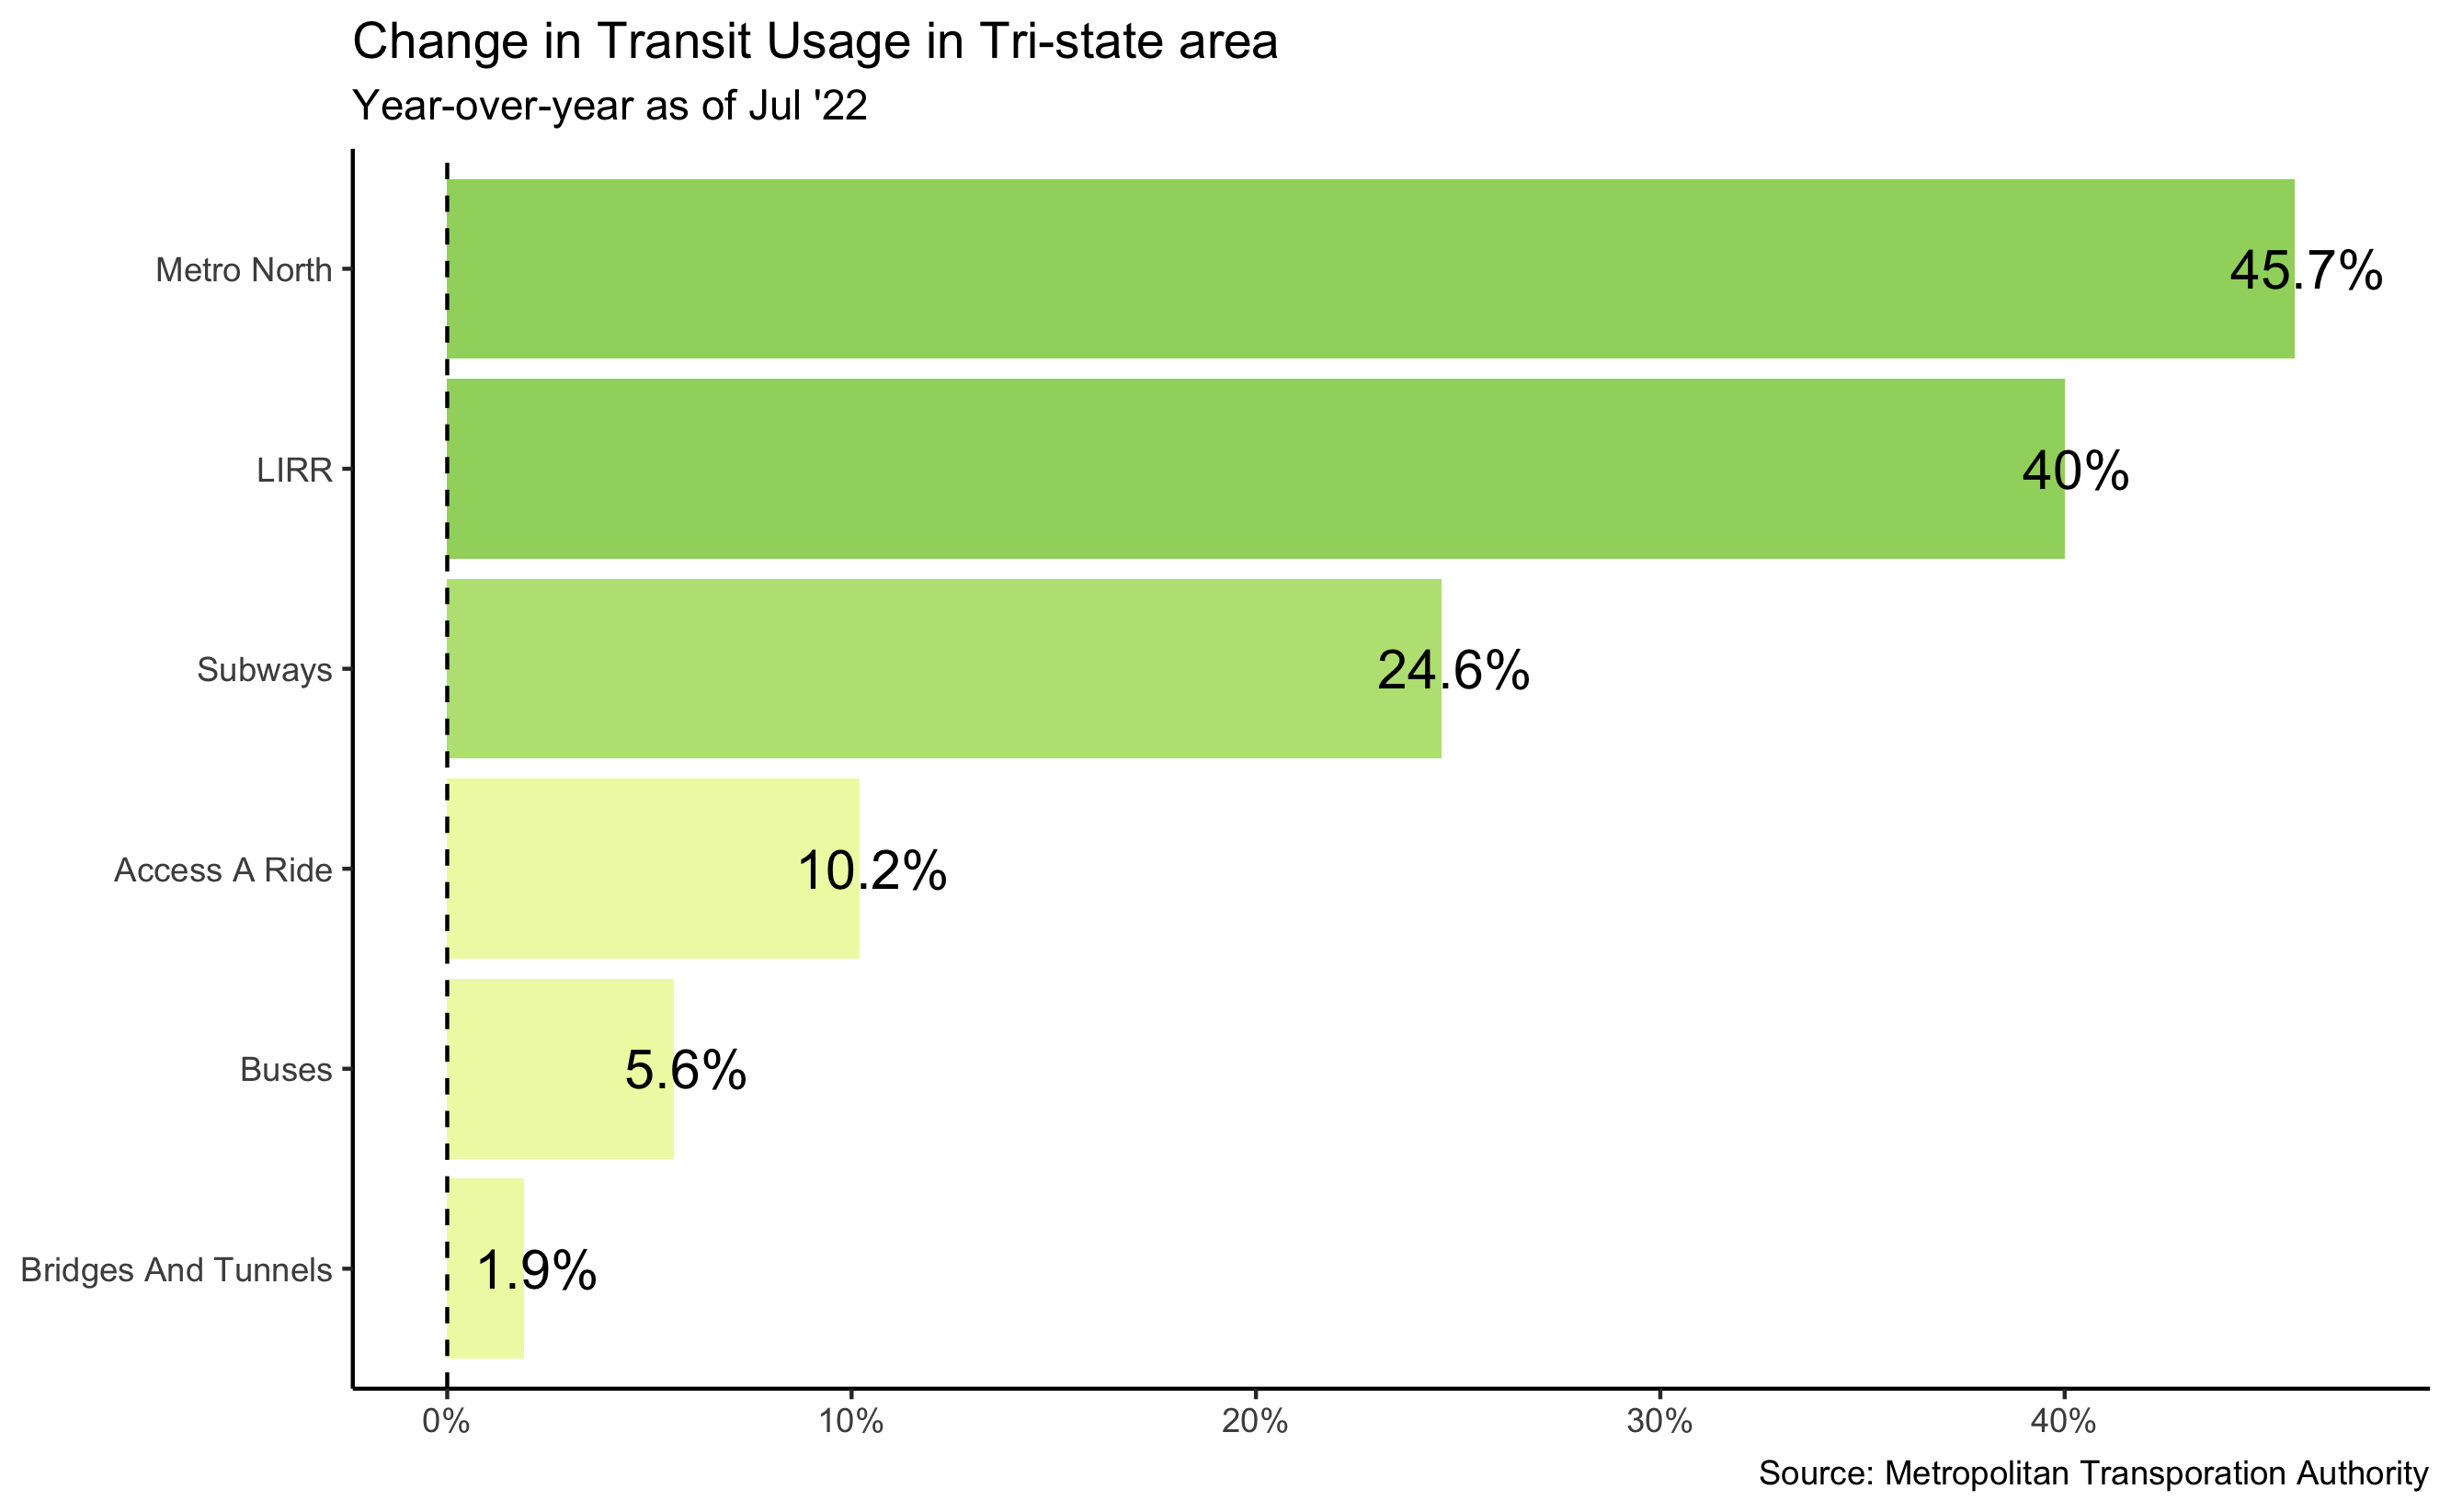 Change in Transit Usage in Tri-state area
Year-over-year as of Jul '22
Metro North
45.7%
LIRR
40%
Subways
24.6%
Access A Ride
10.2%
Buses
5.6%
Bridges And Tunnels
1.9%
0% 10% 20% 30% 40%
Source: Metropolitan Transporation Authority